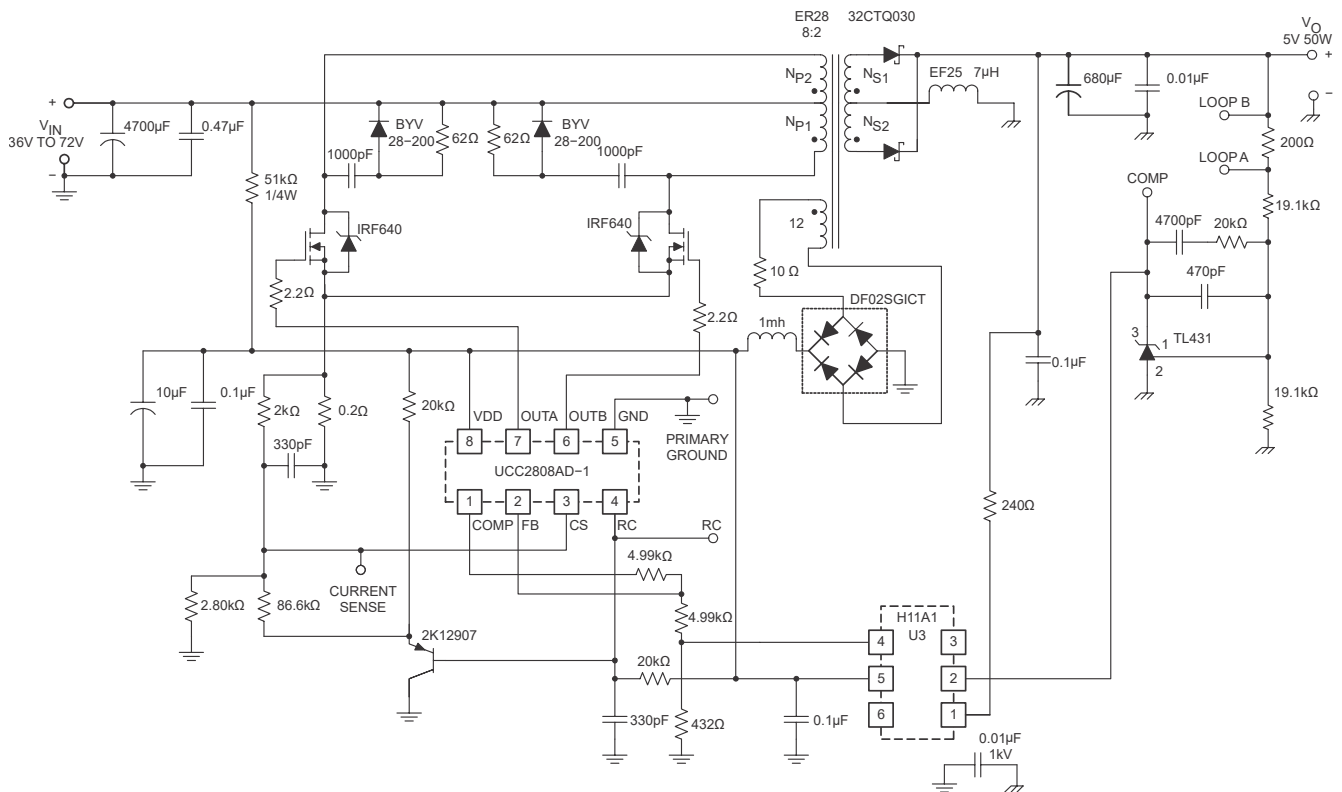 ER28
8:2
32CTQ030
VO
5V 50W
+
−
NP2
NS1
EF25 7µH
680µF
0.01µF
LOOP B
200Ω
LOOP A
+
VIN
36V TO 72V
−
4700µF
0.47µF
BYV
28−200
62Ω
62Ω
BYV
28−200
NP1
NS2
1000pF
1000pF
51kΩ
1/4W
COMP
19.1kΩ
IRF640
IRF640
12
4700pF
20kΩ
10 Ω
470pF
2.2Ω
2.2Ω
DF02SGICT
1mh
3
1
TL431
2
10µF
0.1µF
2kΩ
0.2Ω
20kΩ
0.1µF
19.1kΩ
VDD
OUTA
OUTB
GND
8
7
6
5
PRIMARY
GROUND
330pF
UCC2808AD−1
1
2
3
4
COMP
FB
CS
RC
RC
240Ω
4.99kΩ
CURRENT
SENSE
2.80kΩ
86.6kΩ
4.99kΩ
H11A1
U3
2K12907
4
3
20kΩ
5
2
6
1
330pF
432Ω
0.1µF
0.01µF
1kV